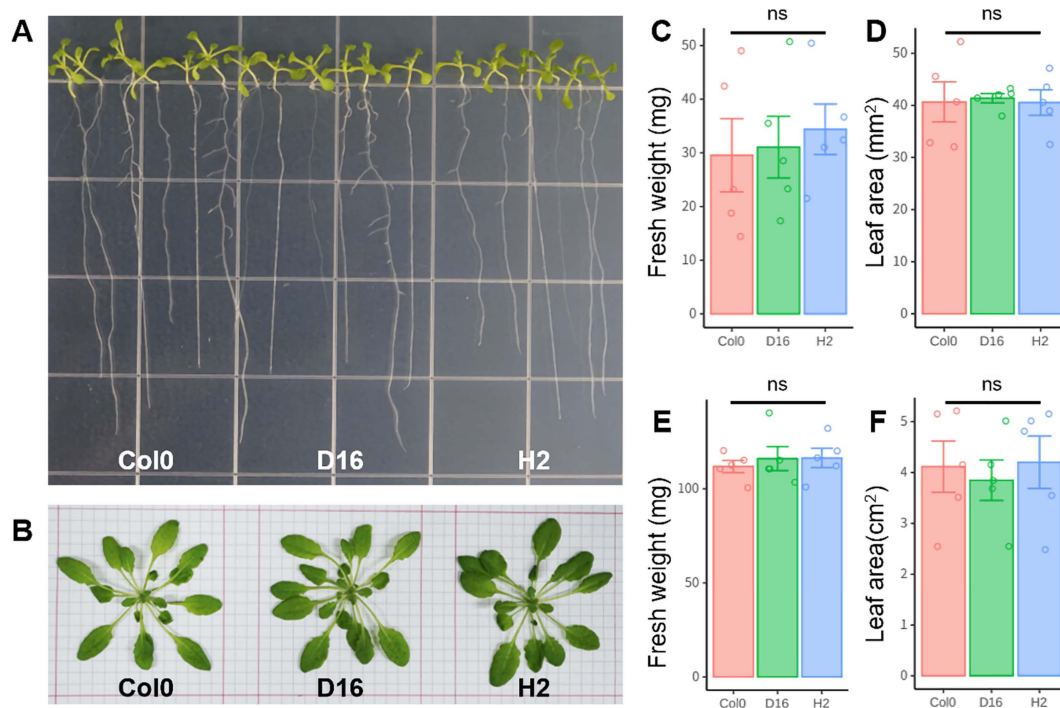 A
Col0 D16 H2
B
Col0 D16 H2
C
ns
Fresh weight (mg)
50
40
30
20
10
0
Col0 D16 H2
D
ns
Leaf area (mm²)
50
40
30
20
10
0
Col0 D16 H2
E
ns
Fresh weight (mg)
100
50
0
Col0 D16 H2
F
ns
Leaf area(cm²)
5
4
3
2
1
0
Col0 D16 H2